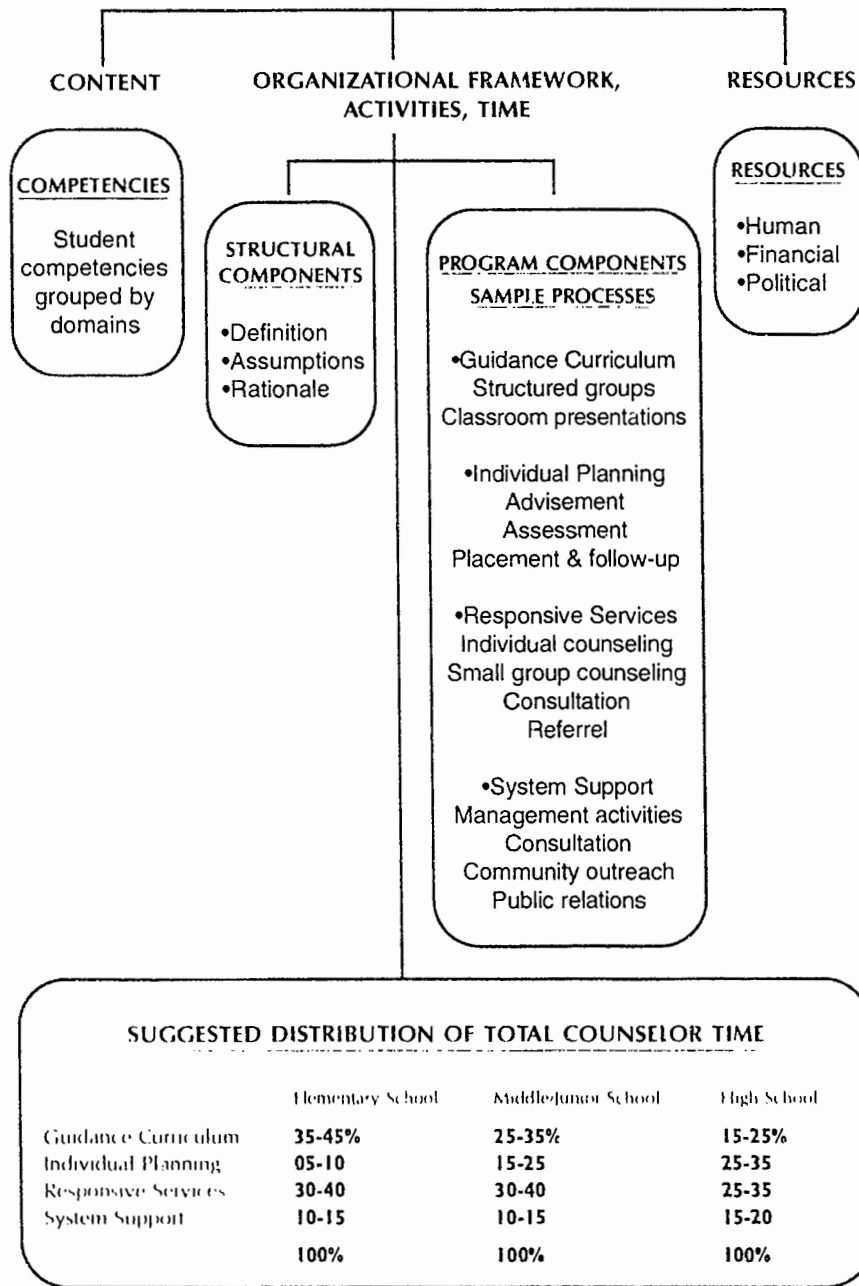 CONTENT
ORGANIZATIONAL FRAMEWORK,
ACTIVITIES, TIME
RESOURCES
COMPETENCIES
Student
competencies
grouped by
domains
STRUCTURAL
COMPONENTS
•Definition
•Assumptions
•Rationale
PROGRAM COMPONENTS
SAMPLE PROCESSES
•Guidance Curriculum
Structured groups
Classroom presentations
•Individual Planning
Advisement
Assessment
Placement & follow-up
•Responsive Services
Individual counseling
Small group counseling
Consultation
Referrel
•System Support
Management activities
Consultation
Community outreach
Public relations
RESOURCES
•Human
•Financial
•Political
SUGGESTED DISTRIBUTION OF TOTAL COUNSELOR TIME
Elementary School Middle/Junior School High School
Guidance Curriculum 35-45% 25-35% 15-25%
Individual Planning 05-10 15-25 25-35
Responsive Services 30-40 30-40 25-35
System Support 10-15 10-15 15-20
100% 100% 100%